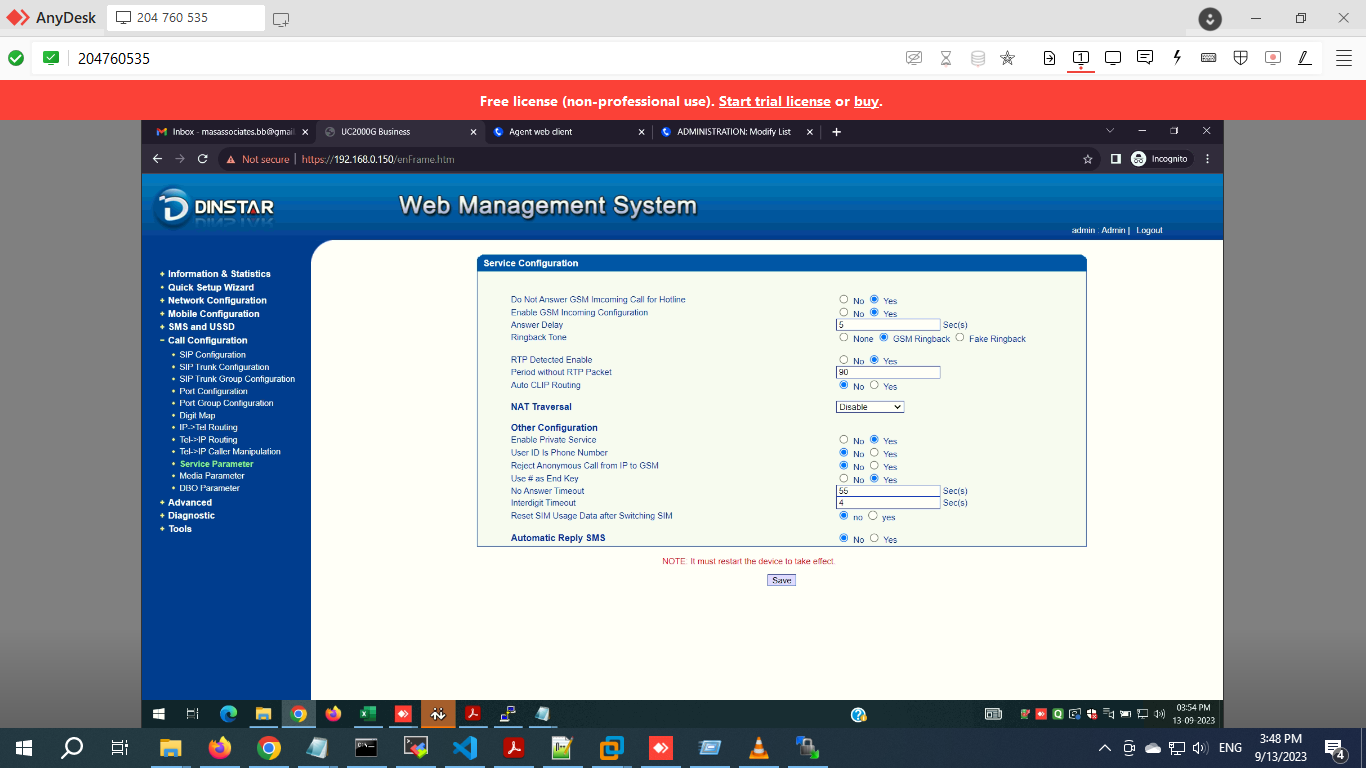 AnyDesk
204 760 535
204760535
1
Free license (non-professional use). Start trial license or buy.
Inbox - masassociates.bb@gmai
UC2000G Business
Agent web client
ADMINISTRATION: Modify List
Not secure
https://192.168.0.150/enFrame.htm
Incognito
DINSTAR
Web Management System
admin : Admin | Logout
Information & Statistics
Quick Setup Wizard
Network Configuration
Mobile Configuration
SMS and USSD
Call Configuration
SIP Configuration
SIP Trunk Configuration
SIP Trunk Group Configuration
Port Configuration
Port Group Configuration
Digit Map
IP->Tel Routing
Tel->IP Routing
Tel->IP Caller Manipulation
Service Parameter
Media Parameter
DBO Parameter
Advanced
Diagnostic
Tools
Service Configuration
Do Not Answer GSM Imcoming Call for Hotline No Yes
Enable GSM Incoming Configuration No Yes
Answer Delay 5 Sec(s)
Ringback Tone None GSM Ringback Fake Ringback
RTP Detected Enable No Yes
Period without RTP Packet 90
Auto CLIP Routing No Yes
NAT Traversal Disable
Other Configuration
Enable Private Service No Yes
User ID Is Phone Number No Yes
Reject Anonymous Call from IP to GSM No Yes
Use # as End Key No Yes
No Answer Timeout 55 Sec(s)
Interdigit Timeout 4 Sec(s)
Reset SIM Usage Data after Switching SIM no yes
Automatic Reply SMS No Yes
NOTE: It must restart the device to take effect.
Save
03:54 PM
13-09-2023
ENG
3:48 PM
9/13/2023
4